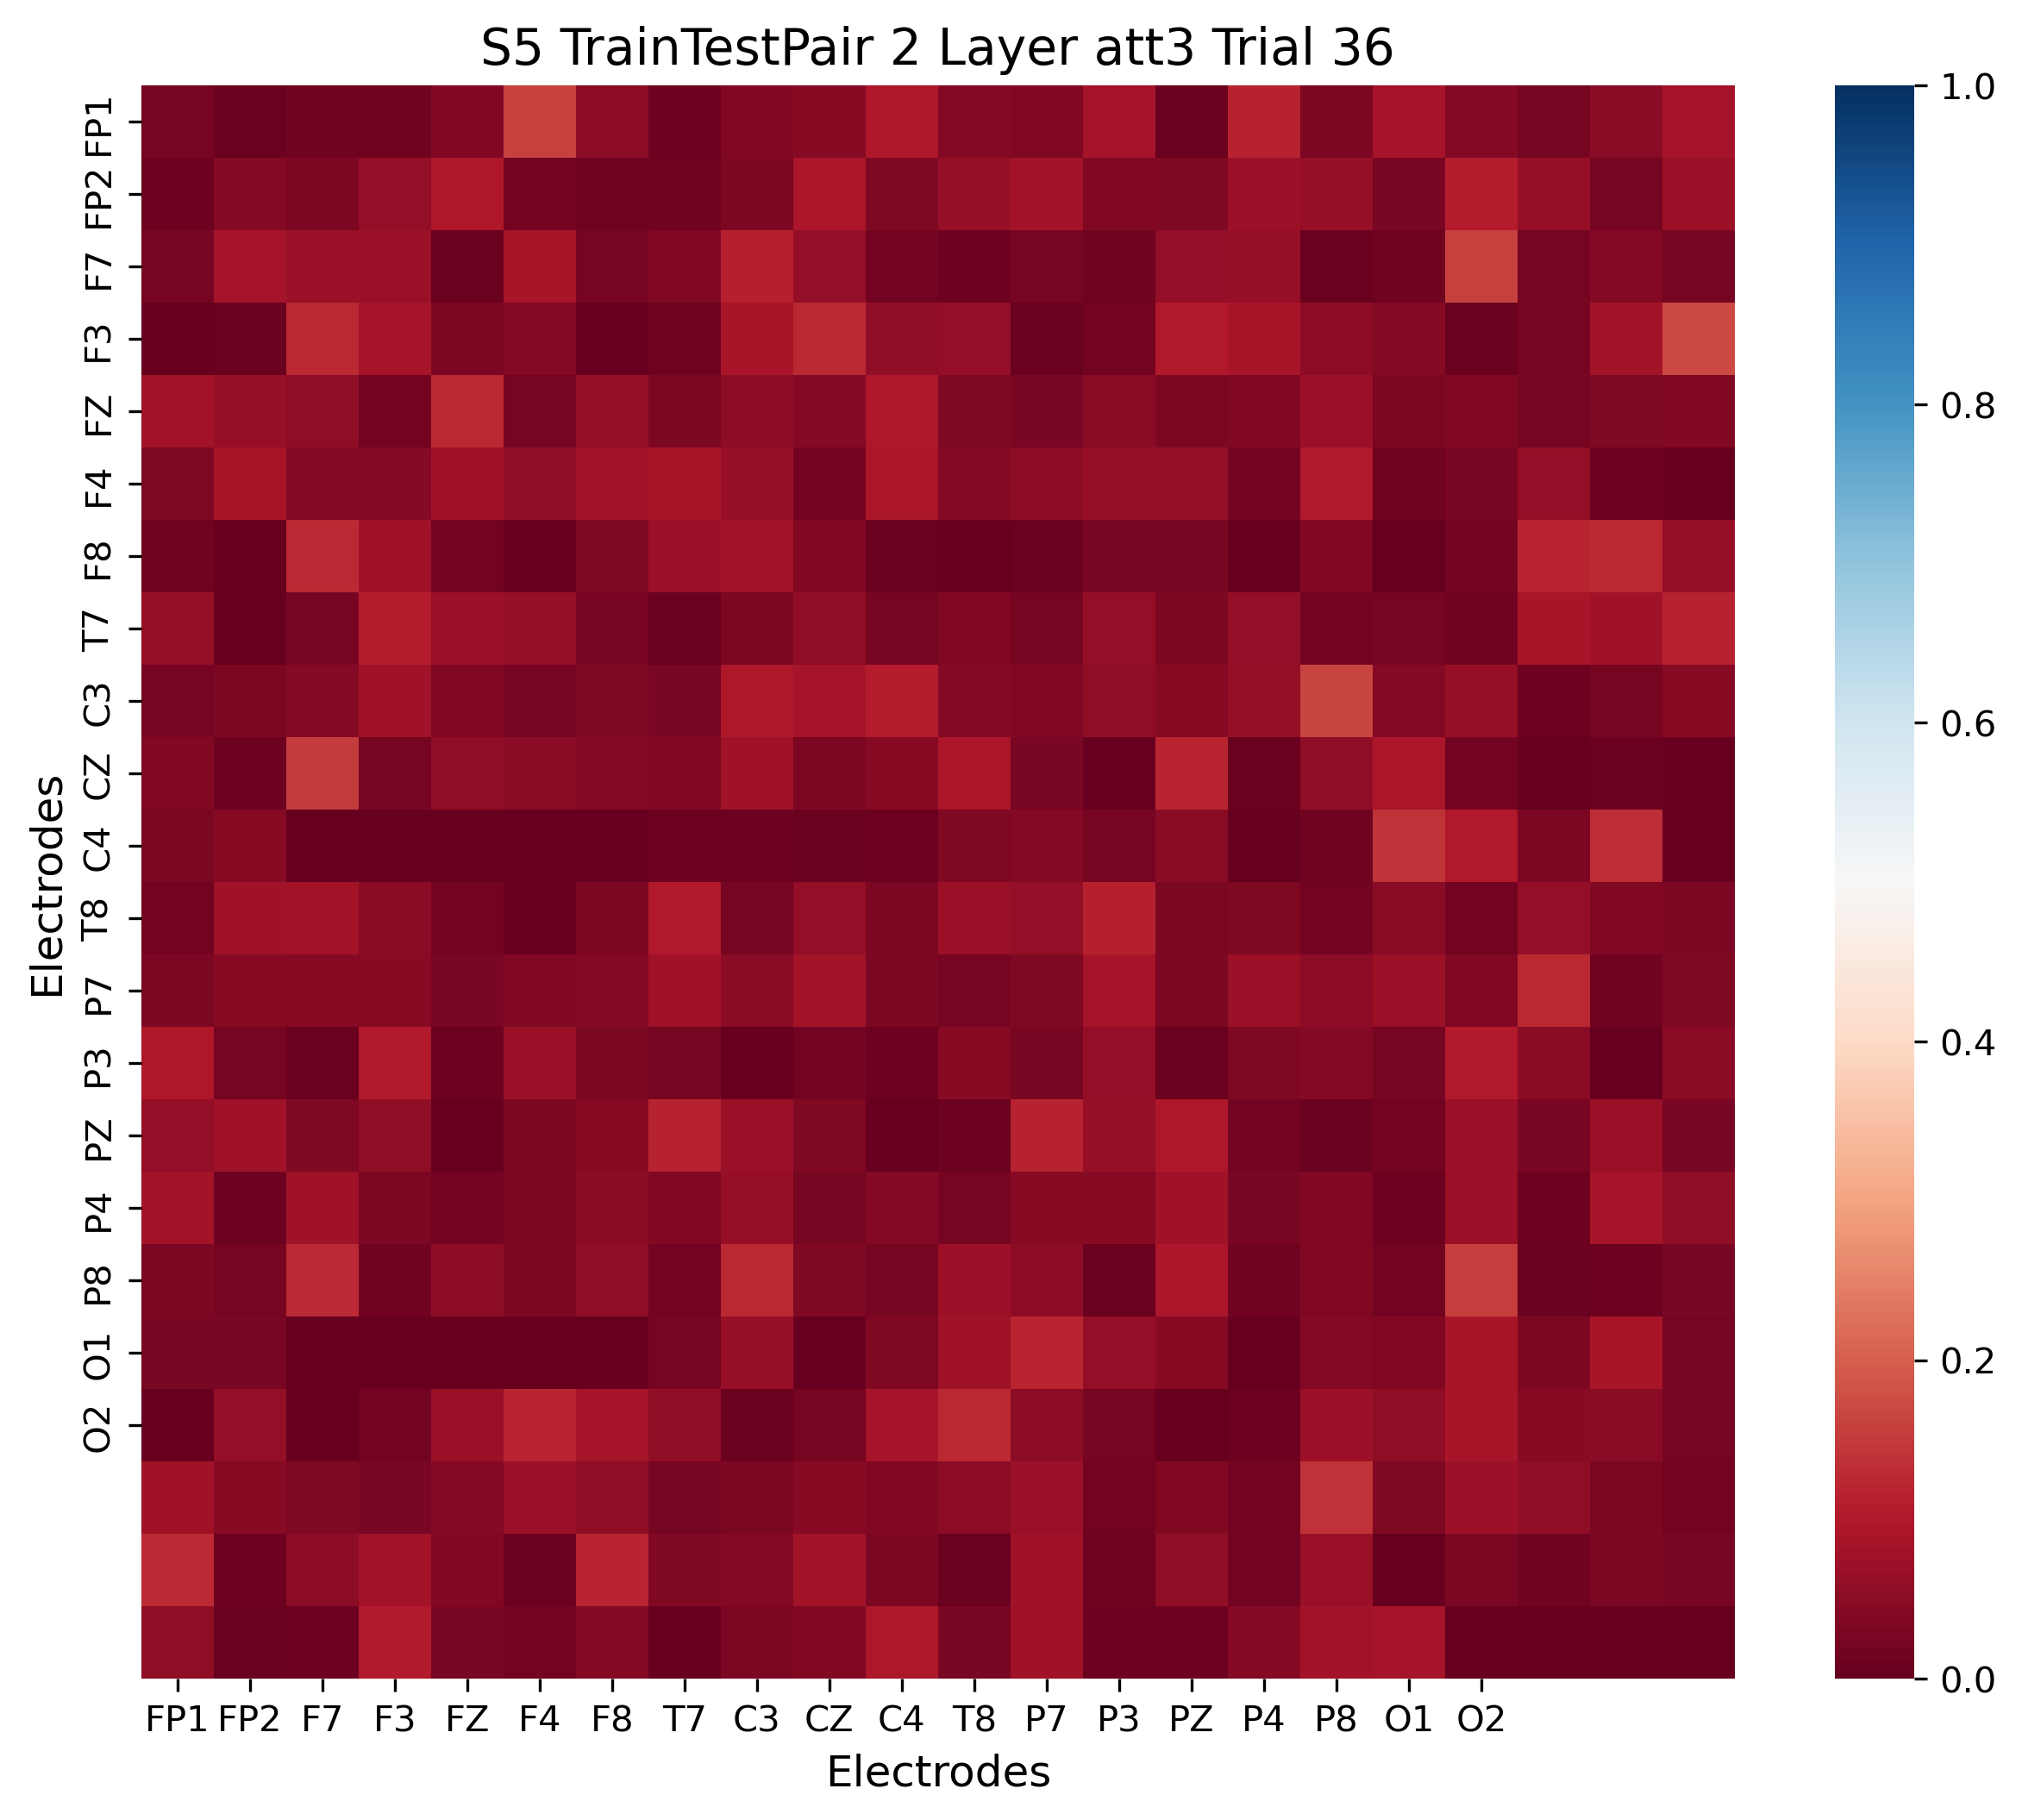 S5 TrainTestPair 2 Layer att3 Trial 36
FP1
FP2
F7
F3
FZ
F4
F8
T7
C3
CZ
C4
T8
P7
P3
PZ
P4
P8
O1
O2
Electrodes
FP1 FP2 F7 F3 FZ F4 F8 T7 C3 CZ C4 T8 P7 P3 PZ P4 P8 O1 O2
Electrodes
1.0
0.8
0.6
0.4
0.2
0.0